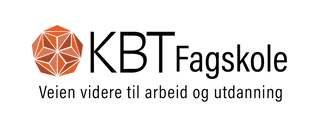 KBT Fagskole
Veien videre til arbeid og utdanning